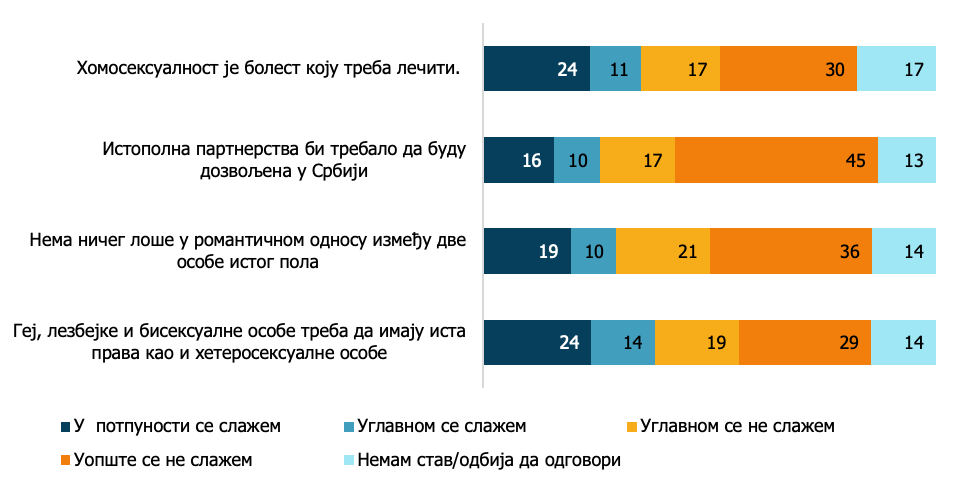 Хомосексуалност је болест коју треба лечити.
24 11 17 30 17
Истополна партнерства би требало да буду
дозвољена у Србији
16 10 17 45 13
Нема ничег лоше у романтичном односу између две
особе истог пола
19 10 21 36 14
Геј, лезбејке и бисексуалне особе треба да имају иста
права као и хетеросексуалне особе
24 14 19 29 14
У  потпуности се слажем
Углавном се слажем
Углавном се не слажем
Уопште се не слажем
Немам став/одбија да одговори